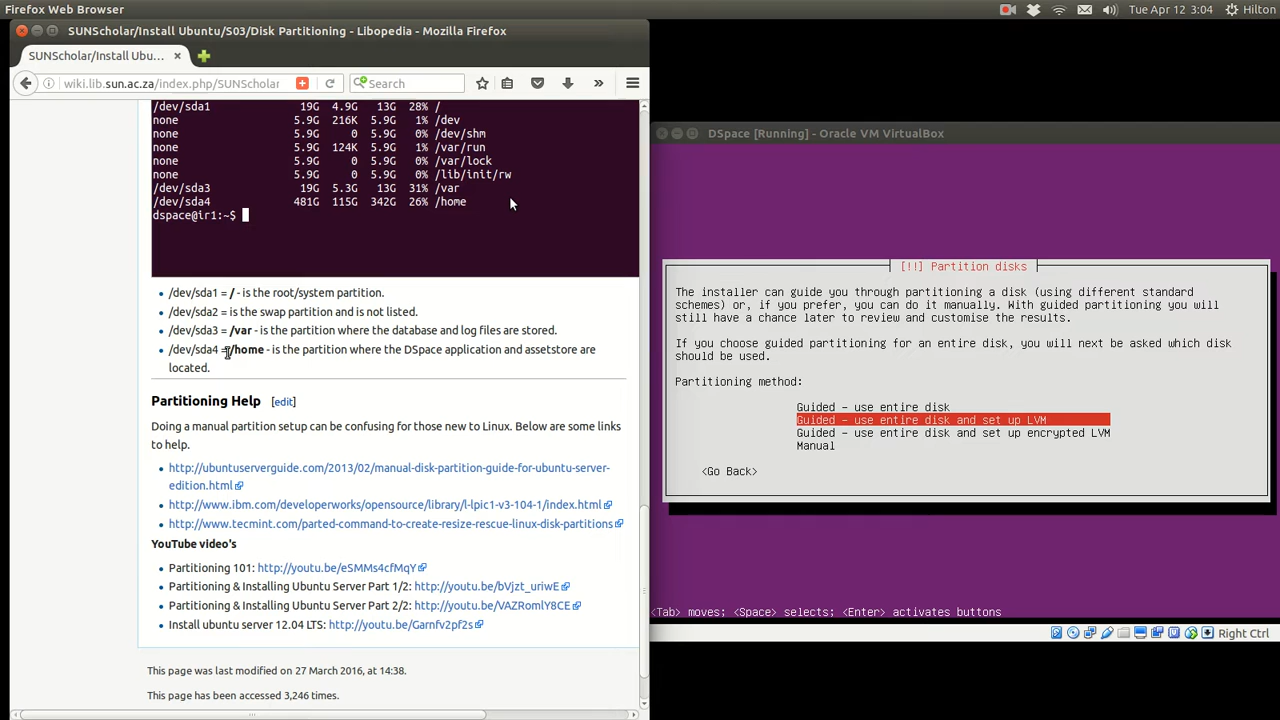 Firefox Web Browser
Tue Apr 12 3:04 Hilton
SUNScholar/Install Ubuntu/S03/Disk Partitioning - Libopedia - Mozilla Firefox
SUNScholar/Install Ubu...
wiki.lib.sun.ac.za/index.php/SUNScholar
Search
/dev/sda1 19G 4.9G 13G 28% /
none 5.9G 216K 5.9G 1% /dev
none 5.9G 0 5.9G 0% /dev/shm
none 5.9G 124K 5.9G 1% /var/run
none 5.9G 0 5.9G 0% /var/lock
none 5.9G 0 5.9G 0% /lib/init/rw
/dev/sda3 19G 5.3G 13G 31% /var
/dev/sda4 481G 115G 342G 26% /home
dspace@ir1:~$
/dev/sda1 = / - is the root/system partition.
/dev/sda2 = is the swap partition and is not listed.
/dev/sda3 = /var - is the partition where the database and log files are stored.
/dev/sda4 = /home - is the partition where the DSpace application and assetstore are
located.
Partitioning Help [edit]
Doing a manual partition setup can be confusing for those new to Linux. Below are some links
to help.
http://ubuntuserverguide.com/2013/02/manual-disk-partition-guide-for-ubuntu-server-
edition.html
http://www.ibm.com/developerworks/opensource/library/l-lpic1-v3-104-1/index.html
http://www.tecmint.com/parted-command-to-create-resize-rescue-linux-disk-partitions
YouTube video's
Partitioning 101: http://youtu.be/eSMMs4cfMqY
Partitioning & Installing Ubuntu Server Part 1/2: http://youtu.be/bVjzt_uriwE
Partitioning & Installing Ubuntu Server Part 2/2: http://youtu.be/VAZRomlY8CE
Install ubuntu server 12.04 LTS: http://youtu.be/Garnfv2pf2s
This page was last modified on 27 March 2016, at 14:38.
This page has been accessed 3,246 times.
DSpace [Running] - Oracle VM VirtualBox
[!!] Partition disks
The installer can guide you through partitioning a disk (using different standard
schemes) or, if you prefer, you can do it manually. With guided partitioning you will
still have a chance later to review and customise the results.
If you choose guided partitioning for an entire disk, you will next be asked which disk
should be used.
Partitioning method:
Guided – use entire disk
Guided – use entire disk and set up LVM
Guided – use entire disk and set up encrypted LVM
Manual
<Go Back>
<Tab> moves; <Space> selects; <Enter> activates buttons
Right Ctrl